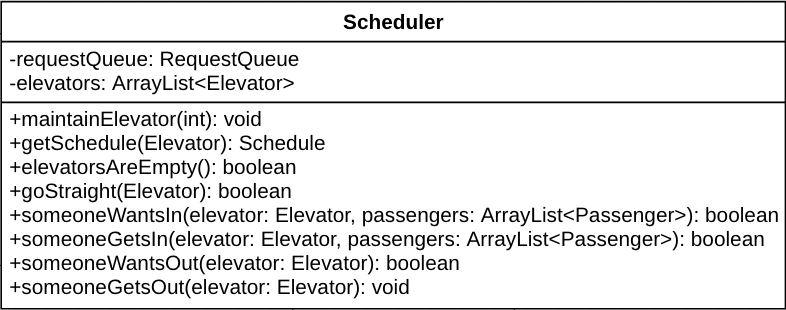 Scheduler
-requestQueue: RequestQueue
-elevators: ArrayList<Elevator>
+maintainElevator(int): void
+getSchedule(Elevator): Schedule
+elevatorsAreEmpty(): boolean
+goStraight(Elevator): boolean
+someoneWantsIn(elevator: Elevator, passengers: ArrayList<Passenger>): boolean
+someoneGetsIn(elevator: Elevator, passengers: ArrayList<Passenger>): boolean
+someoneWantsOut(elevator: Elevator): boolean
+someoneGetsOut(elevator: Elevator): void